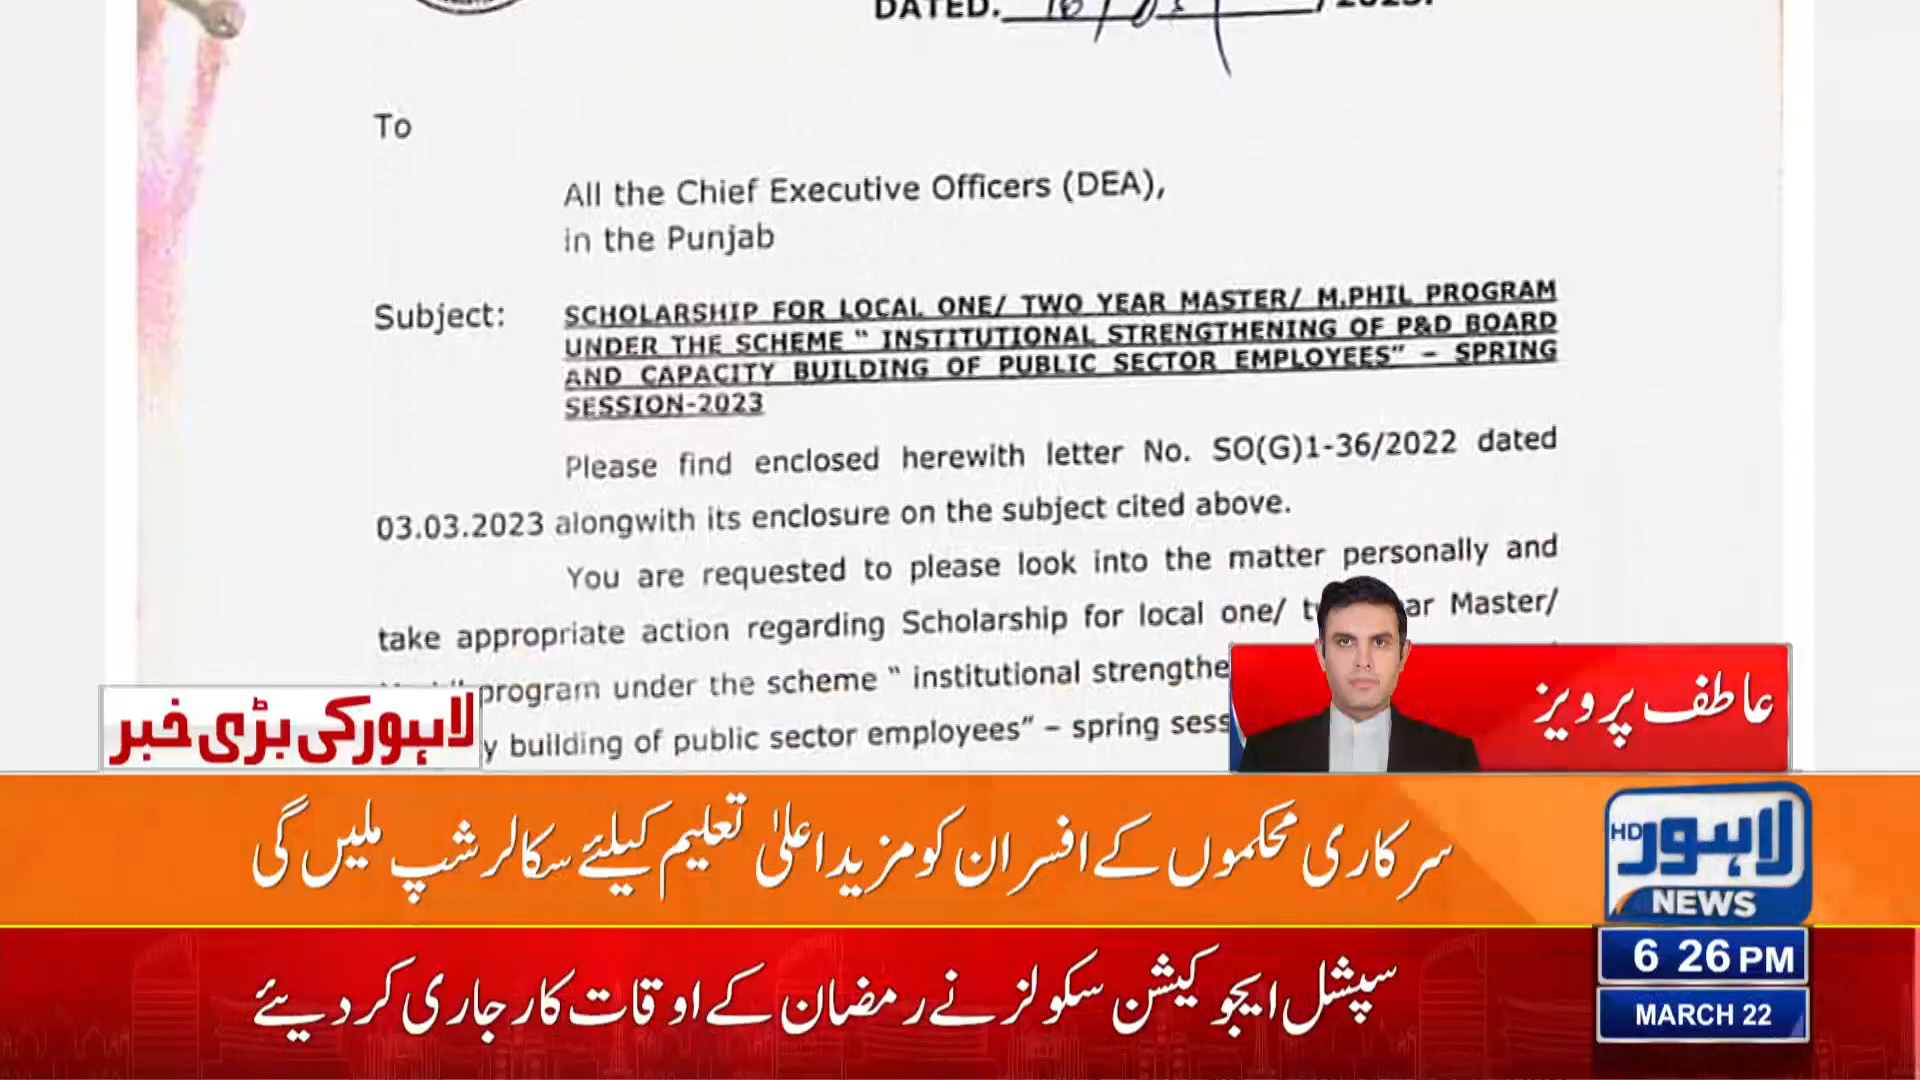 DATED. /2023.
To
All the Chief Executive Officers (DEA),
in the Punjab
Subject:
SCHOLARSHIP FOR LOCAL ONE/ TWO YEAR MASTER/ M.PHIL PROGRAM
UNDER THE SCHEME “ INSTITUTIONAL STRENGTHENING OF P&D BOARD
AND CAPACITY BUILDING OF PUBLIC SECTOR EMPLOYEES” – SPRING
SESSION-2023
Please find enclosed herewith letter No. SO(G)1-36/2022 dated
03.03.2023 alongwith its enclosure on the subject cited above.
You are requested to please look into the matter personally and
take appropriate action regarding Scholarship for local one/ Master/
program under the scheme “ institutional
building of public sector employees” – spring
عاطف پرویز
لاہور کی بڑی خبر
سرکاری محکموں کے افسران کو مزید اعلیٰ تعلیم کیلئے سکالر شپ ملیں گی
لاہور HD
NEWS
سپیشل ایجوکیشن سکولز نے رمضان کے اوقات کار جاری کر دیئے
6 26 PM
MARCH 22